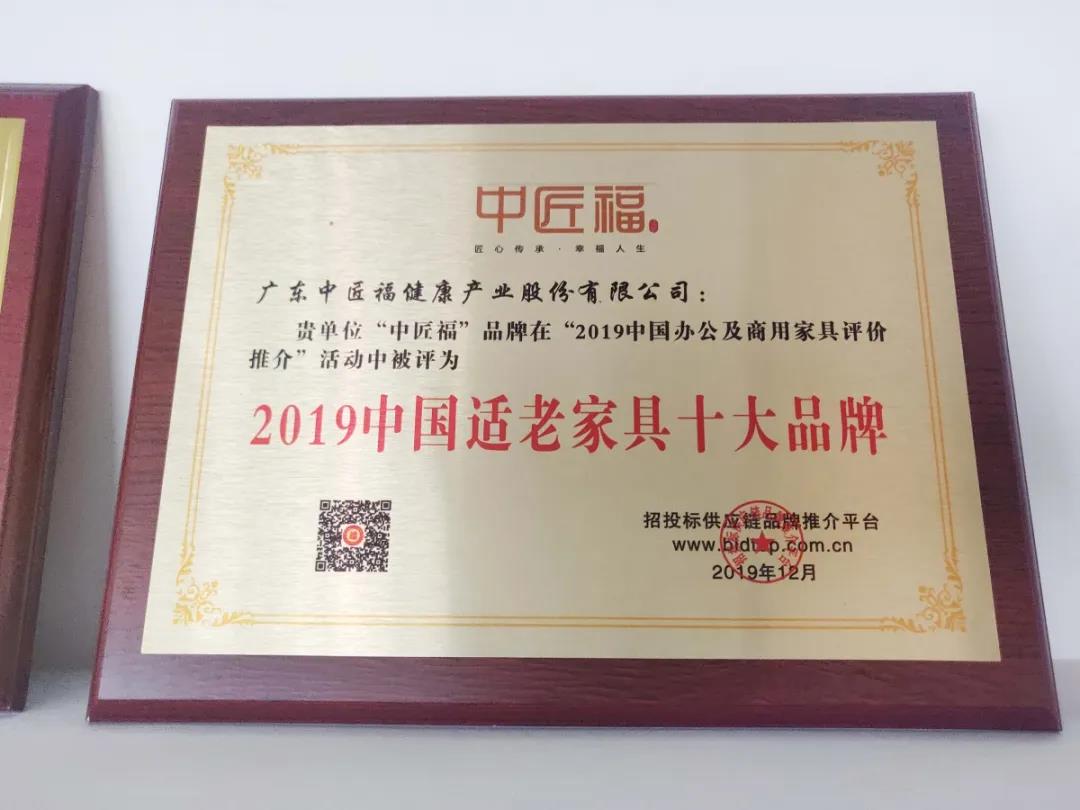 中匠福
匠心传承·幸福人生
广东中匠福健康产业股份有限公司：
贵单位“中匠福”品牌在“2019中国办公及商用家具评价
推介”活动中被评为
2019中国适老家具十大品牌
招投标供应链品牌推介平台
www.bidtop.com.cn
2019年12月